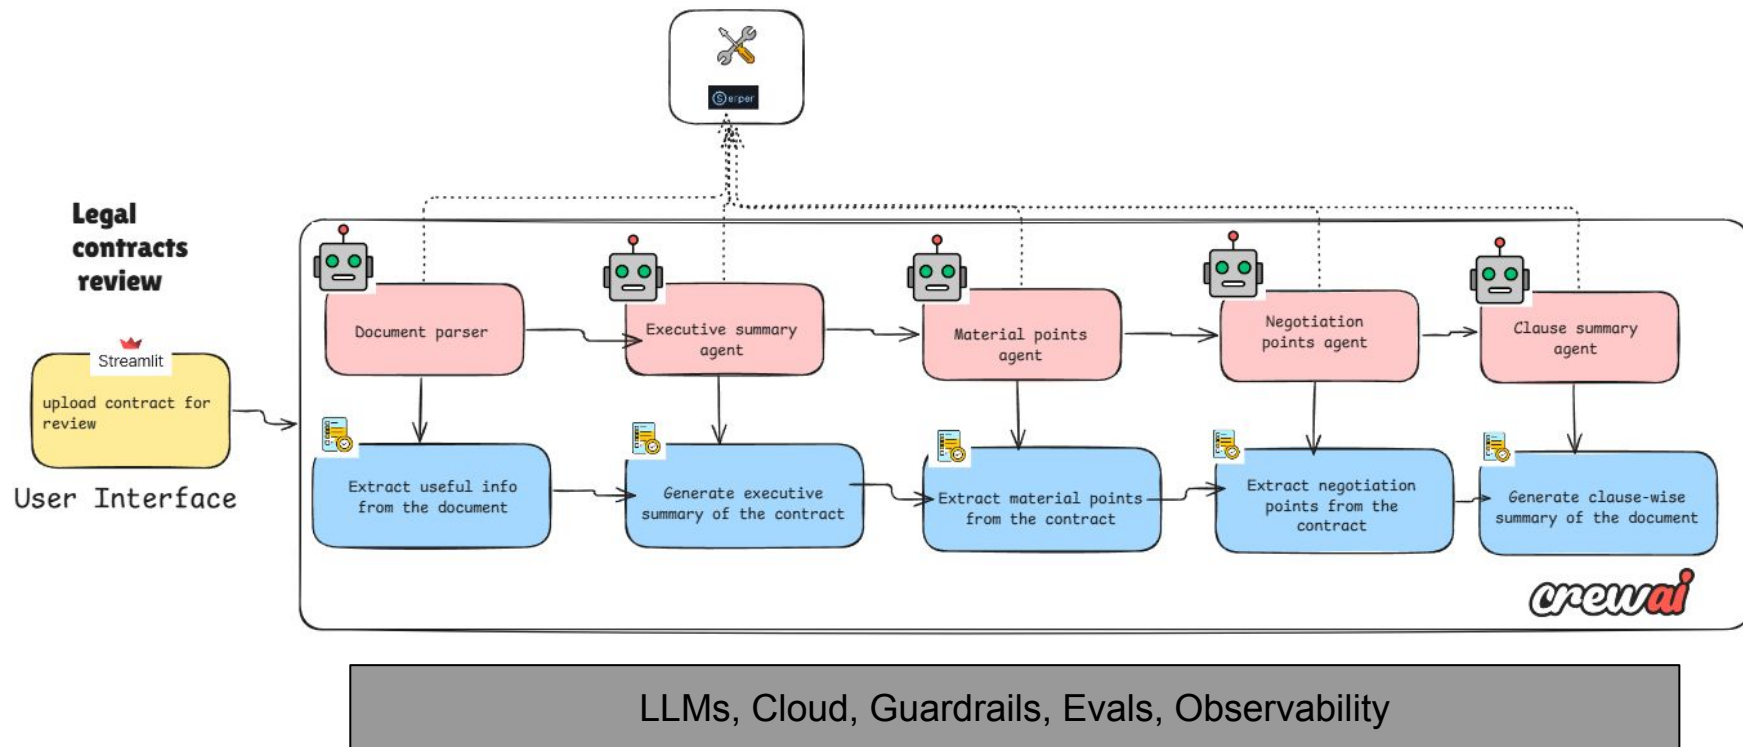 Serper
Legal
contracts
review
Streamlit
upload contract for
review
User Interface
Document parser
Executive summary
agent
Material points
agent
Negotiation
points agent
Clause summary
agent
Extract useful info
from the document
Generate executive
summary of the contract
Extract material points
from the contract
Extract negotiation
points from the
contract
Generate clause-wise
summary of the document
crewai
LLMs, Cloud, Guardrails, Evals, Observability